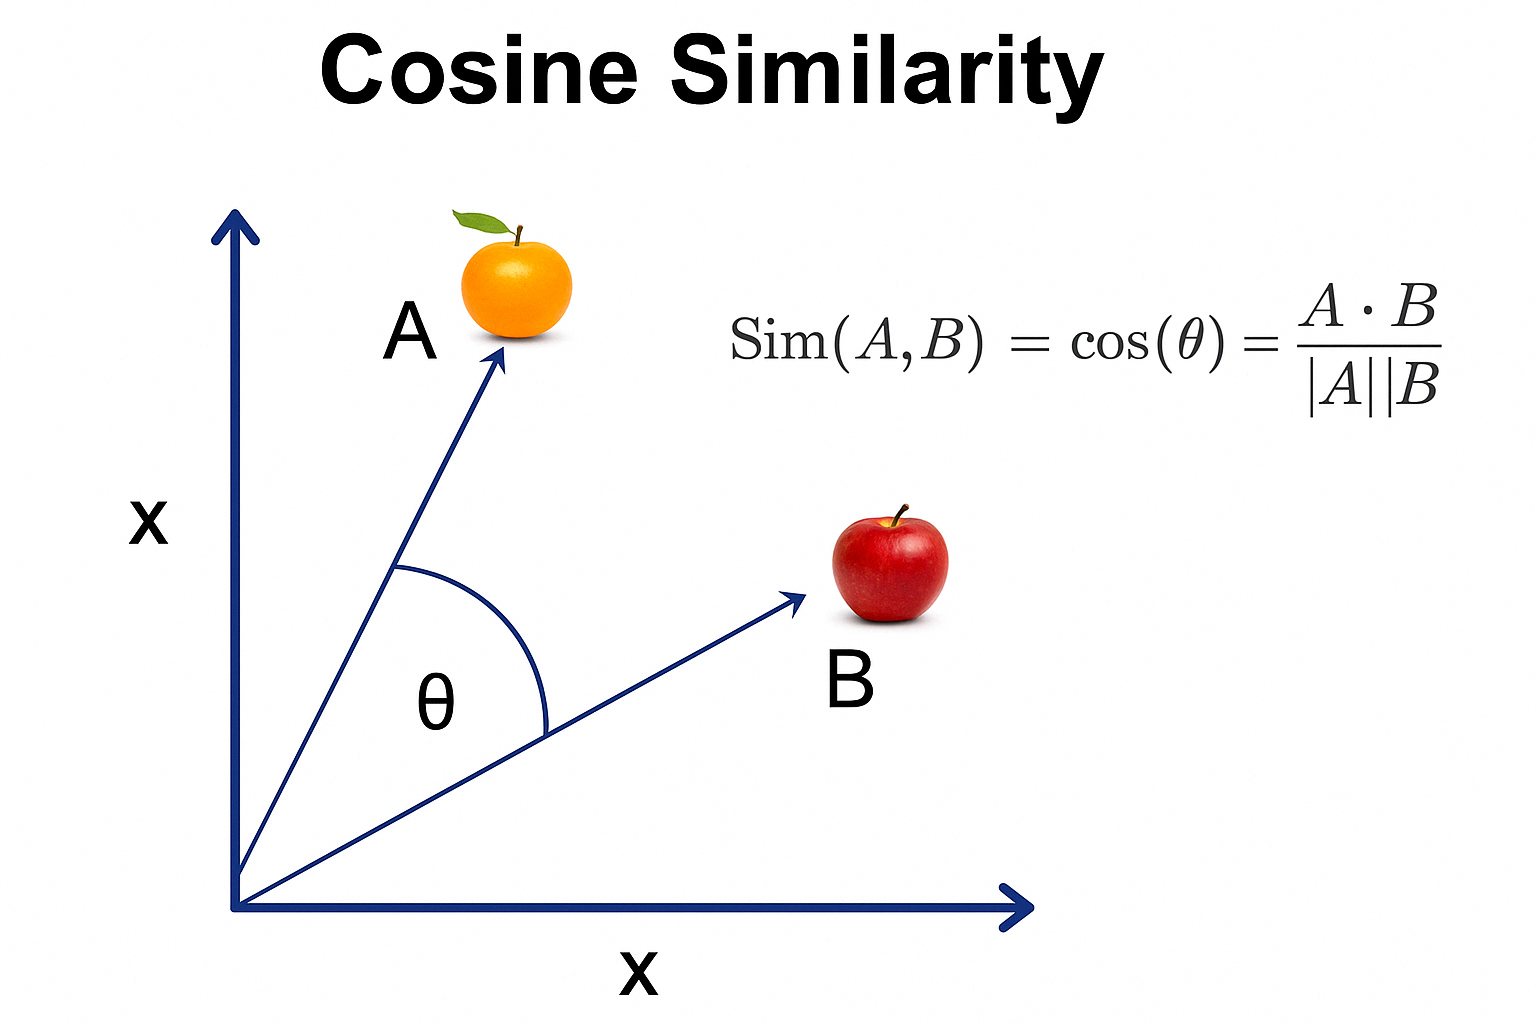 Cosine Similarity
A
Sim(A, B) = cos(θ) = A · B / |A||B
x
θ
B
x